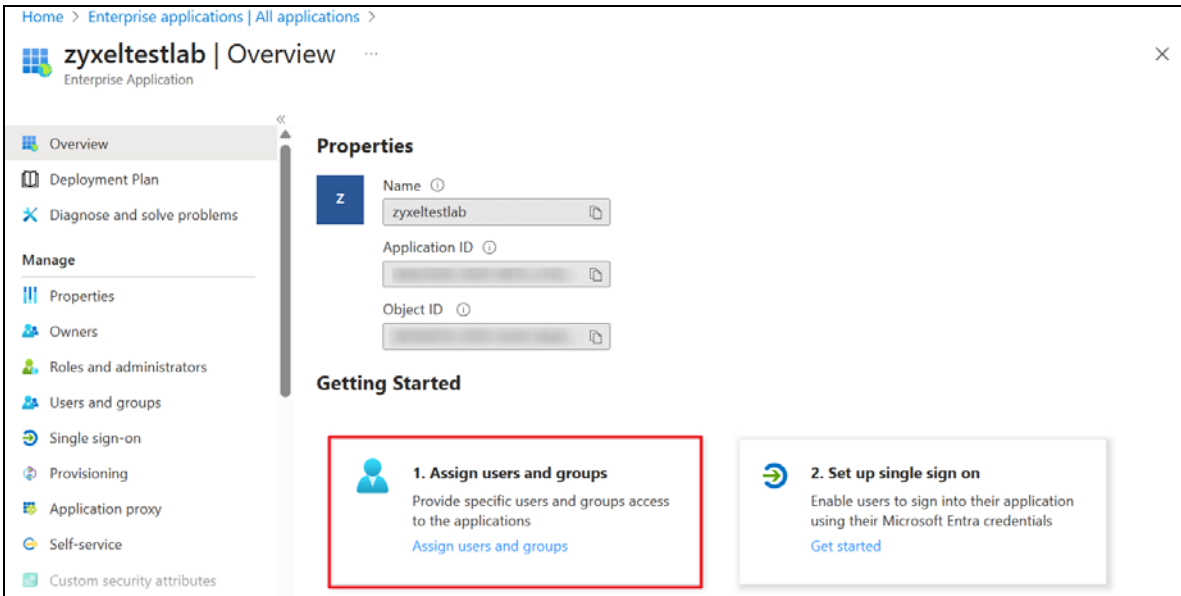 Home > Enterprise applications | All applications >
zyxeltestlab | Overview ...
Enterprise Application
Overview
Deployment Plan
Diagnose and solve problems
Manage
Properties
Owners
Roles and administrators
Users and groups
Single sign-on
Provisioning
Application proxy
Self-service
Custom security attributes
Properties
Z
Name
zyxeltestlab
Application ID
Object ID
Getting Started
1. Assign users and groups
Provide specific users and groups access
to the applications
Assign users and groups
2. Set up single sign on
Enable users to sign into their application
using their Microsoft Entra credentials
Get started